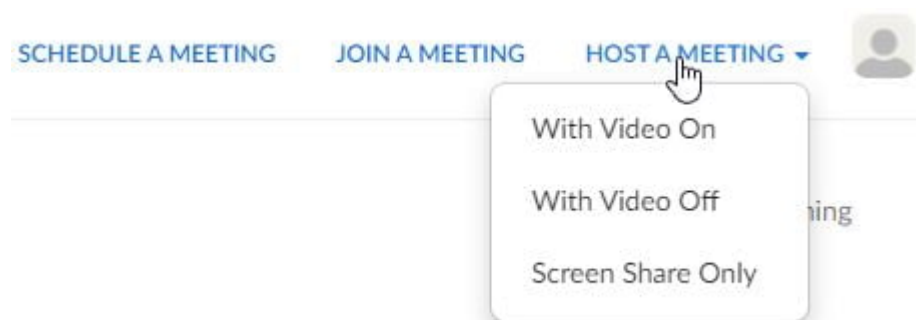 SCHEDULE A MEETING JOIN A MEETING HOST A MEETING
With Video On
With Video Off
Screen Share Only